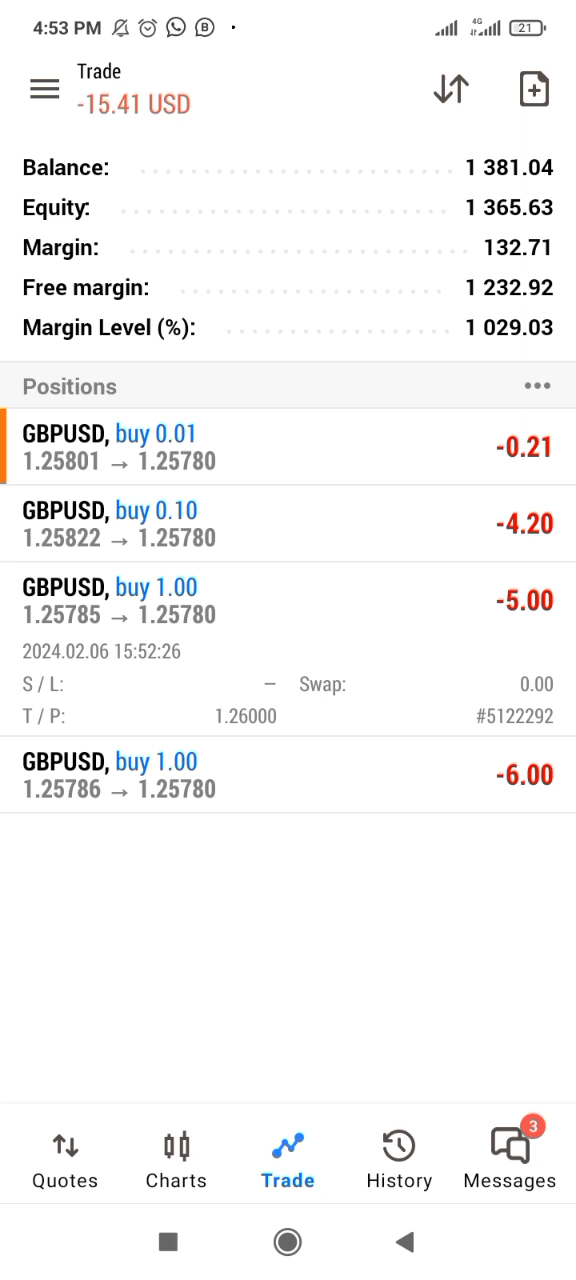 4:53 PM B 4G 21
Trade
-15.41 USD
Balance: 1 381.04
Equity: 1 365.63
Margin: 132.71
Free margin: 1 232.92
Margin Level (%): 1 029.03
Positions
GBPUSD, buy 0.01
1.25801 → 1.25780 -0.21
GBPUSD, buy 0.10
1.25822 → 1.25780 -4.20
GBPUSD, buy 1.00
1.25785 → 1.25780 -5.00
2024.02.06 15:52:26
S / L: – Swap: 0.00
T / P: 1.26000 #5122292
GBPUSD, buy 1.00
1.25786 → 1.25780 -6.00
3
Quotes Charts Trade History Messages